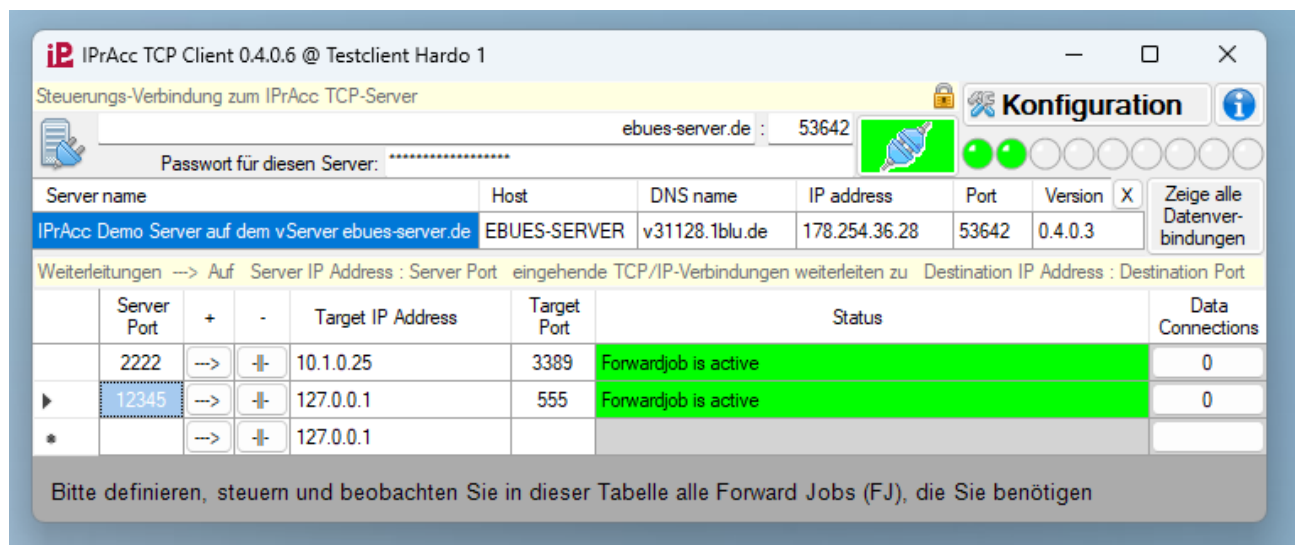 iP IPrAcc TCP Client 0.4.0.6 @ Testclient Hardo 1
Steuerungs-Verbindung zum IPrAcc TCP-Server
Konfiguration
ebues-server.de : 53642
Passwort für diesen Server: *******************
Server name Host DNS name IP address Port Version X
Zeige alle
Datenver-
bindungen
IPrAcc Demo Server auf dem vServer ebues-server.de EBUES-SERVER v31128.1blu.de 178.254.36.28 53642 0.4.0.3
Weiterleitungen --> Auf Server IP Address : Server Port eingehende TCP/IP-Verbindungen weiterleiten zu Destination IP Address : Destination Port
Server Port + - Target IP Address Target Port Status Data Connections
2222 ---> -||- 10.1.0.25 3389 Forwardjob is active 0
12345 ---> -||- 127.0.0.1 555 Forwardjob is active 0
---> -||- 127.0.0.1
Bitte definieren, steuern und beobachten Sie in dieser Tabelle alle Forward Jobs (FJ), die Sie benötigen